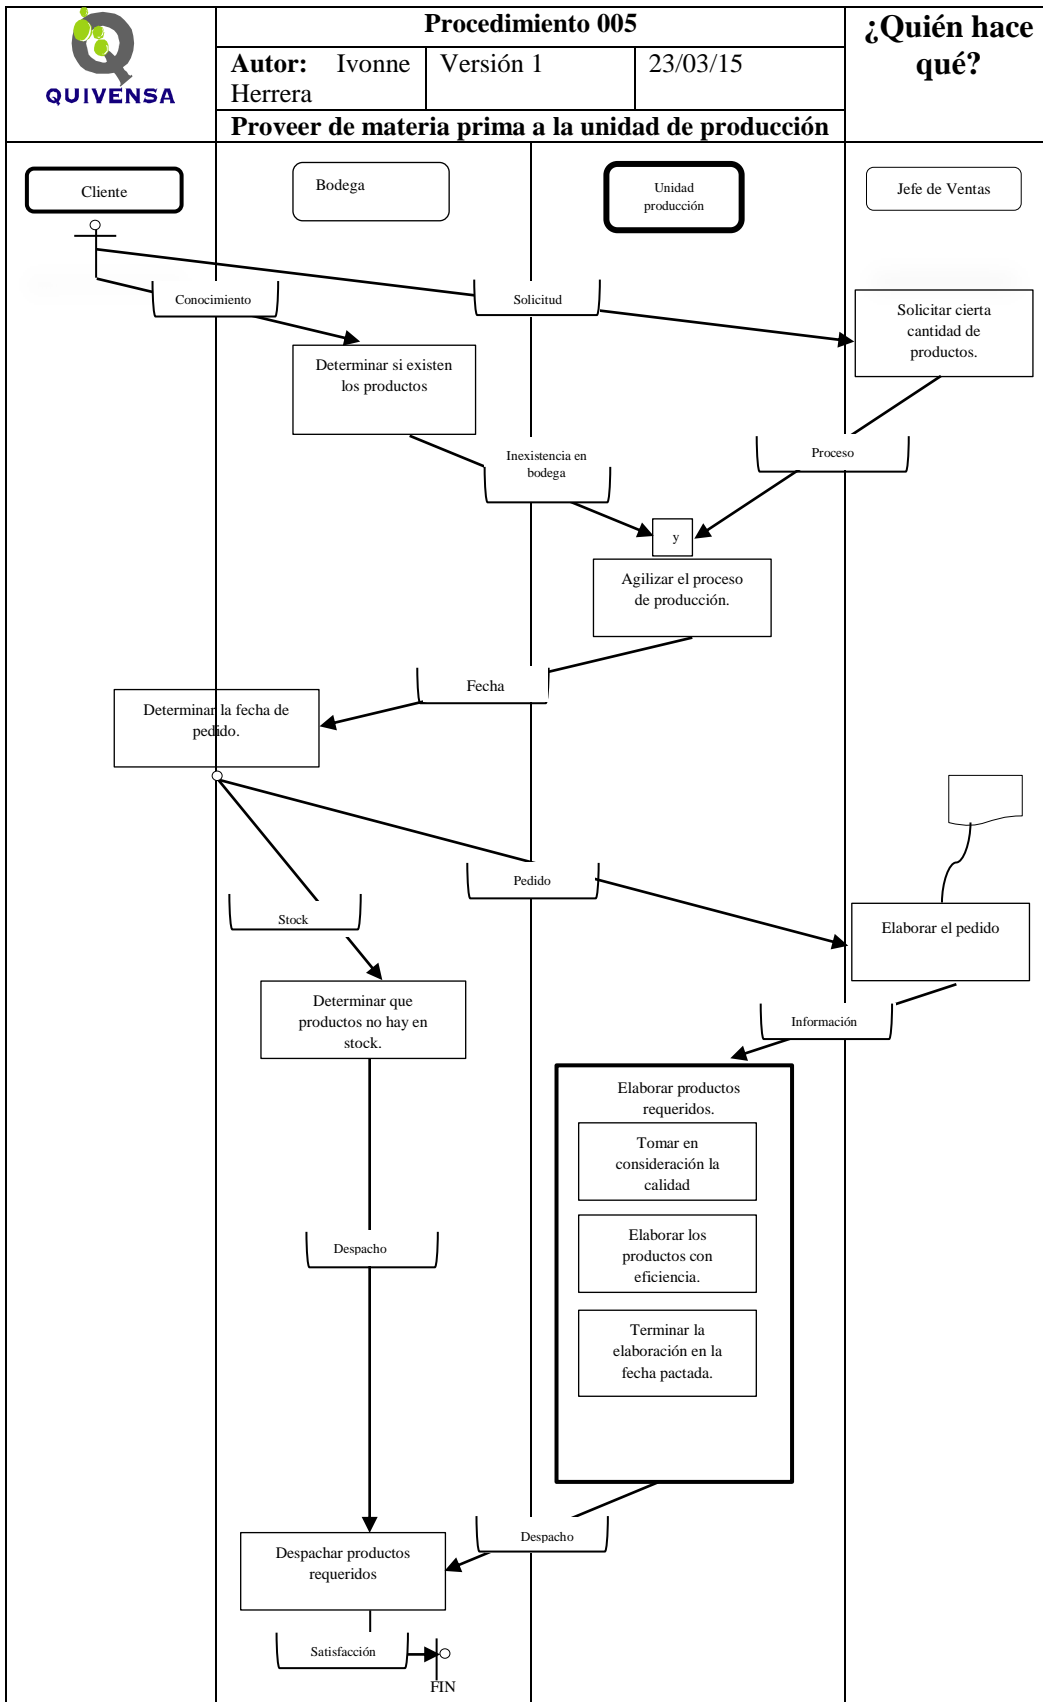 QUIVENSA
Procedimiento 005
¿Quién hace
qué?
Autor: Ivonne
Herrera
Versión 1
23/03/15
Proveer de materia prima a la unidad de producción
Cliente
Bodega
Unidad
producción
Jefe de Ventas
Conocimiento
Solicitud
Solicitar cierta
cantidad de
productos.
Determinar si existen
los productos
Inexistencia en
bodega
Proceso
y
Agilizar el proceso
de producción.
Fecha
Determinar la fecha de
pedido.
Pedido
Stock
Elaborar el pedido
Determinar que
productos no hay en
stock.
Información
Elaborar productos
requeridos.
Tomar en
consideración la
calidad
Elaborar los
productos con
eficiencia.
Despacho
Terminar la
elaboración en la
fecha pactada.
Despacho
Despachar productos
requeridos
Satisfacción
FIN